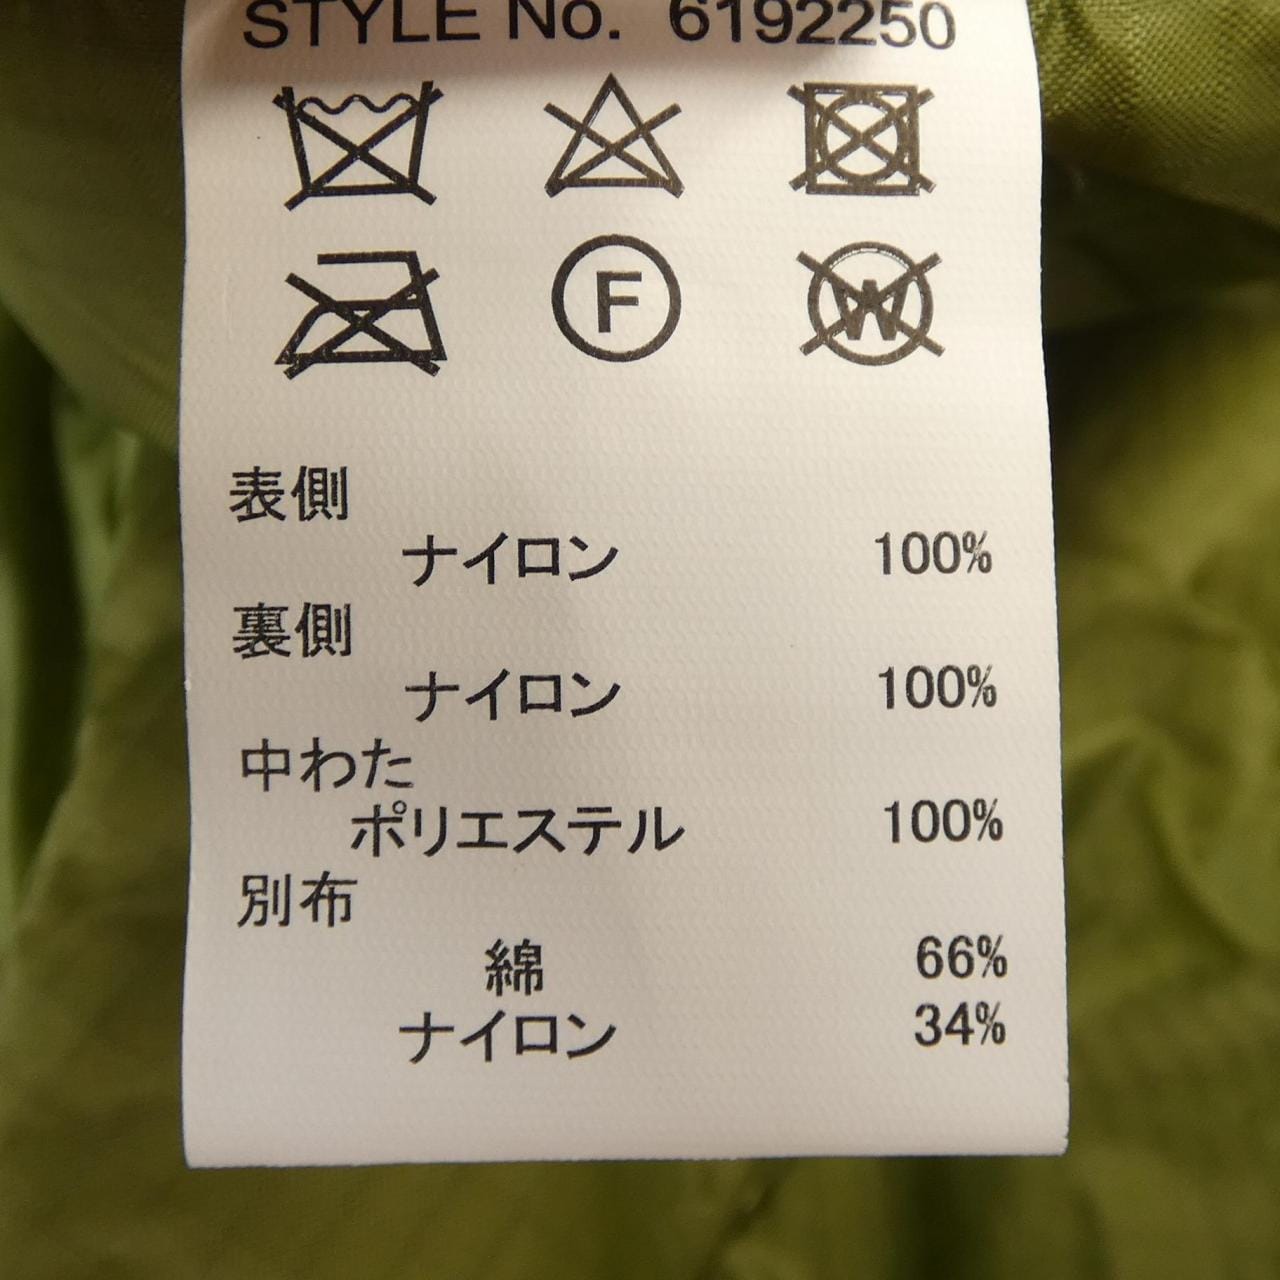 STYLE No. 6192250
F W
表側
ナイロン 100%
裏側
ナイロン 100%
中わた
ポリエステル 100%
別布
綿 66%
ナイロン 34%